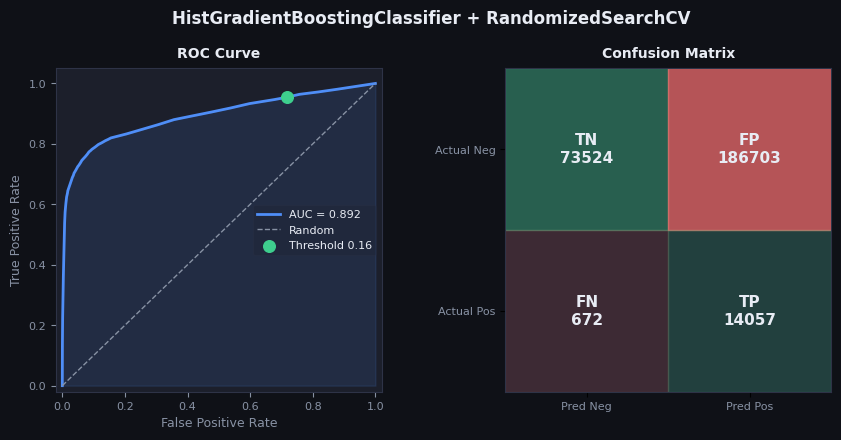 HistGradientBoostingClassifier + RandomizedSearchCV
ROC Curve
True Positive Rate
1.0
0.8
0.6
0.4
0.2
0.0
AUC = 0.892
Random
Threshold 0.16
0.0 0.2 0.4 0.6 0.8 1.0
False Positive Rate
Confusion Matrix
Actual Neg
TN
73524
FP
186703
Actual Pos
FN
672
TP
14057
Pred Neg Pred Pos